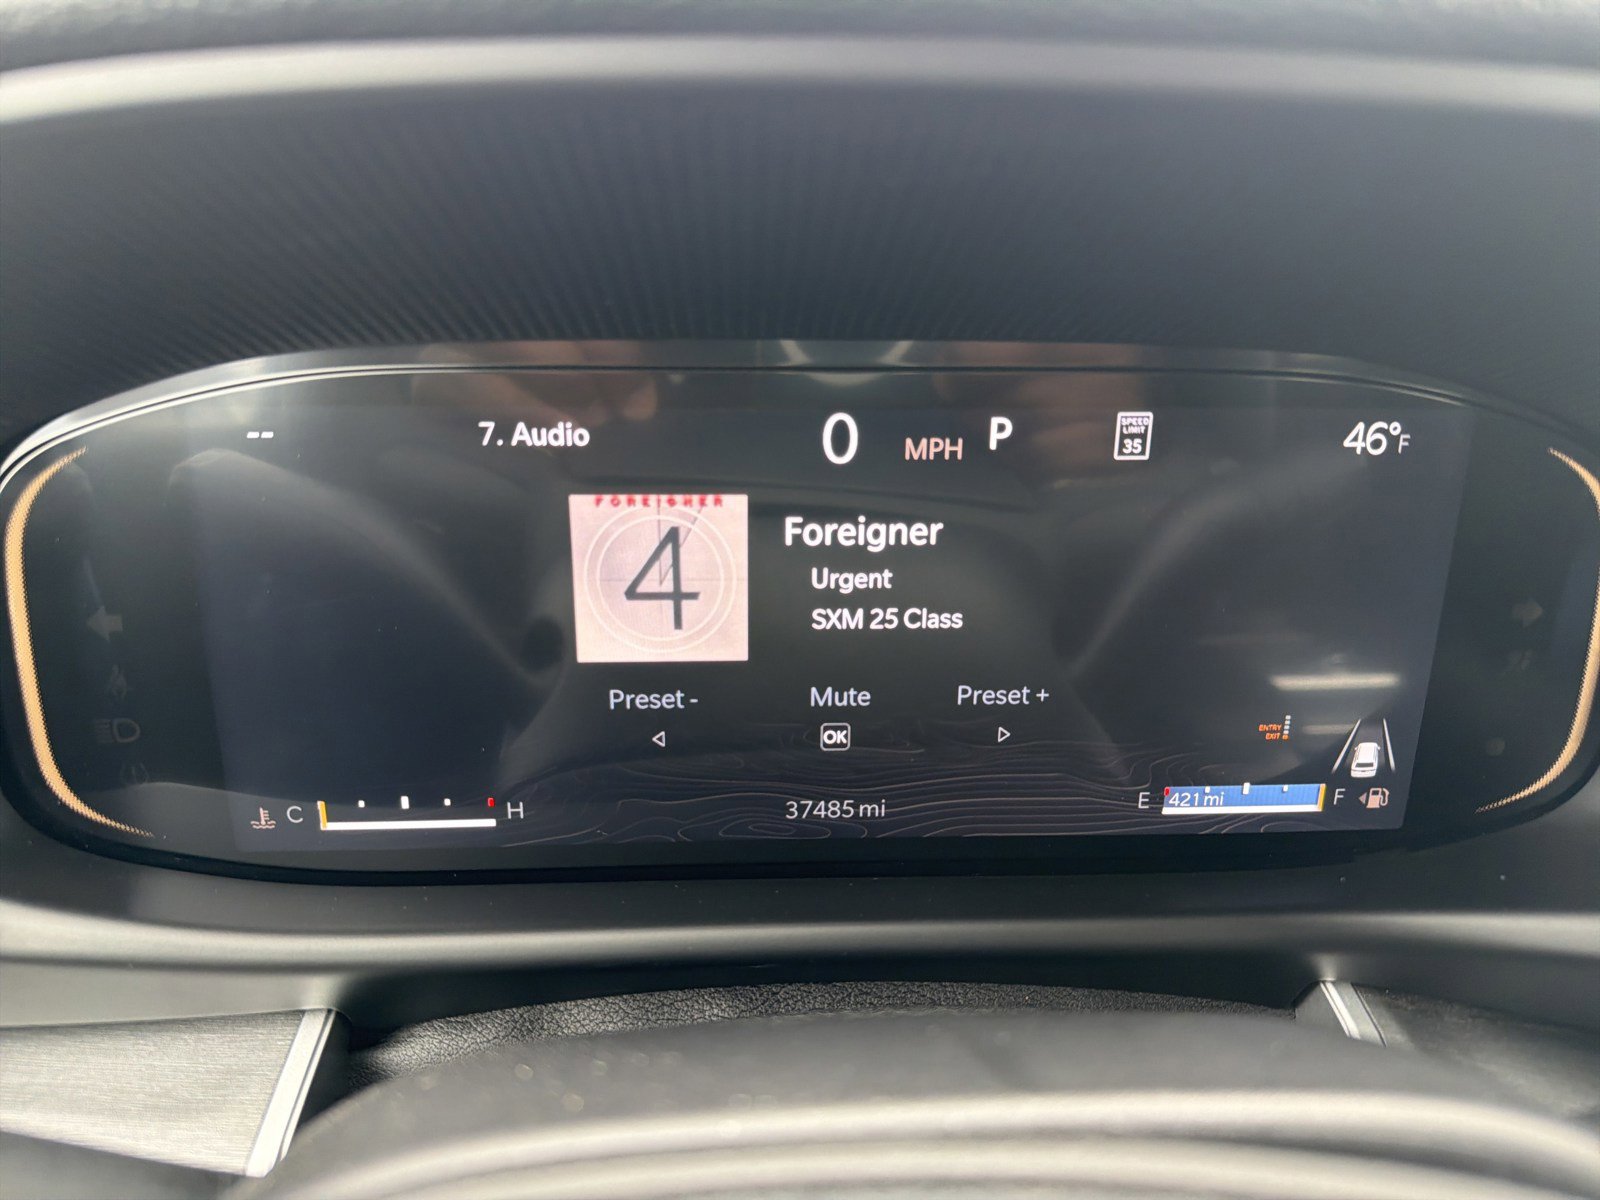 --
7. Audio
0 MPH P
SPEED
LIMIT
35
46°F
FOREIGNER
4
Foreigner
Urgent
SXM 25 Class
Preset -
Mute
Preset +
OK
ENTRY
EXIT
C
H
37485 mi
E
421 mi
F